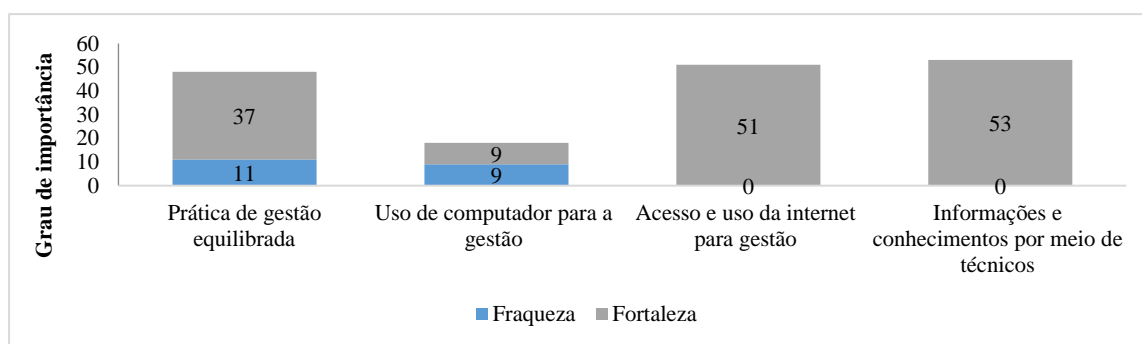 Grau de importância
60
50
40
30
20
10
0
37
11
9
9
51
0
53
0
Prática de gestão
equilibrada
Uso de computador para a
gestão
Acesso e uso da internet
para gestão
Informações e
conhecimentos por meio de
técnicos
Fraqueza
Fortaleza